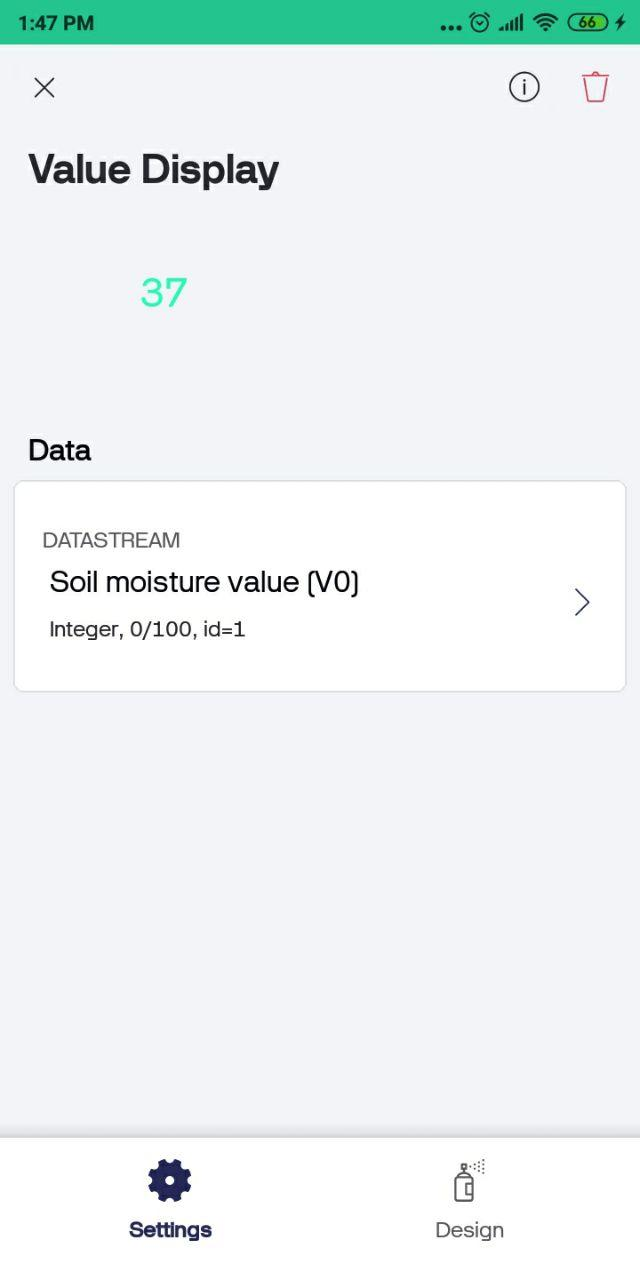 1:47 PM
66
Value Display
37
Data
DATASTREAM
Soil moisture value (V0)
Integer, 0/100, id=1
Settings
Design